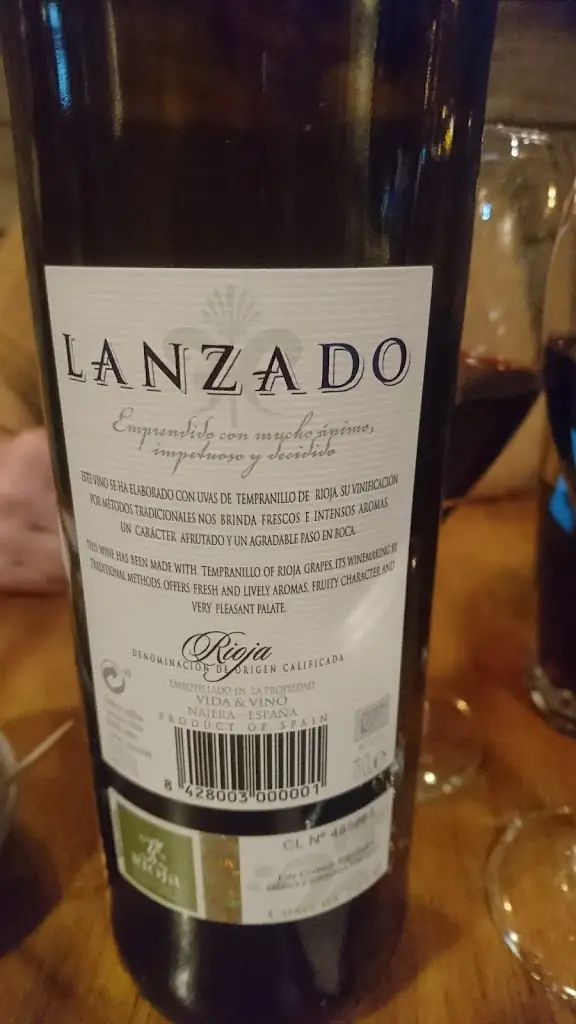 LANZADO
Emprendido con mucho ánimo,
impetuoso y decidido
ESTE VINO SE HA ELABORADO CON UVAS DE TEMPRANILLO DE RIOJA. SU VINIFICACIÓN
POR MÉTODOS TRADICIONALES NOS BRINDA FRESCOS E INTENSOS AROMAS,
UN CARÁCTER AFRUTADO Y UN AGRADABLE PASO EN BOCA.
THIS WINE HAS BEEN MADE WITH TEMPRANILLO OF RIOJA GRAPES. ITS WINEMAKING BY
TRADITIONAL METHODS, OFFERS FRESH AND LIVELY AROMAS, FRUITY CHARACTER AND
VERY PLEASANT PALATE.
Rioja
DENOMINACIÓN DE ORIGEN CALIFICADA
EMBOTELLADO EN LA PROPIEDAD
VIDA & VINO
NAJERA - ESPAÑA
PRODUCT OF SPAIN
8 428003 000001
CL Nº
Rioja